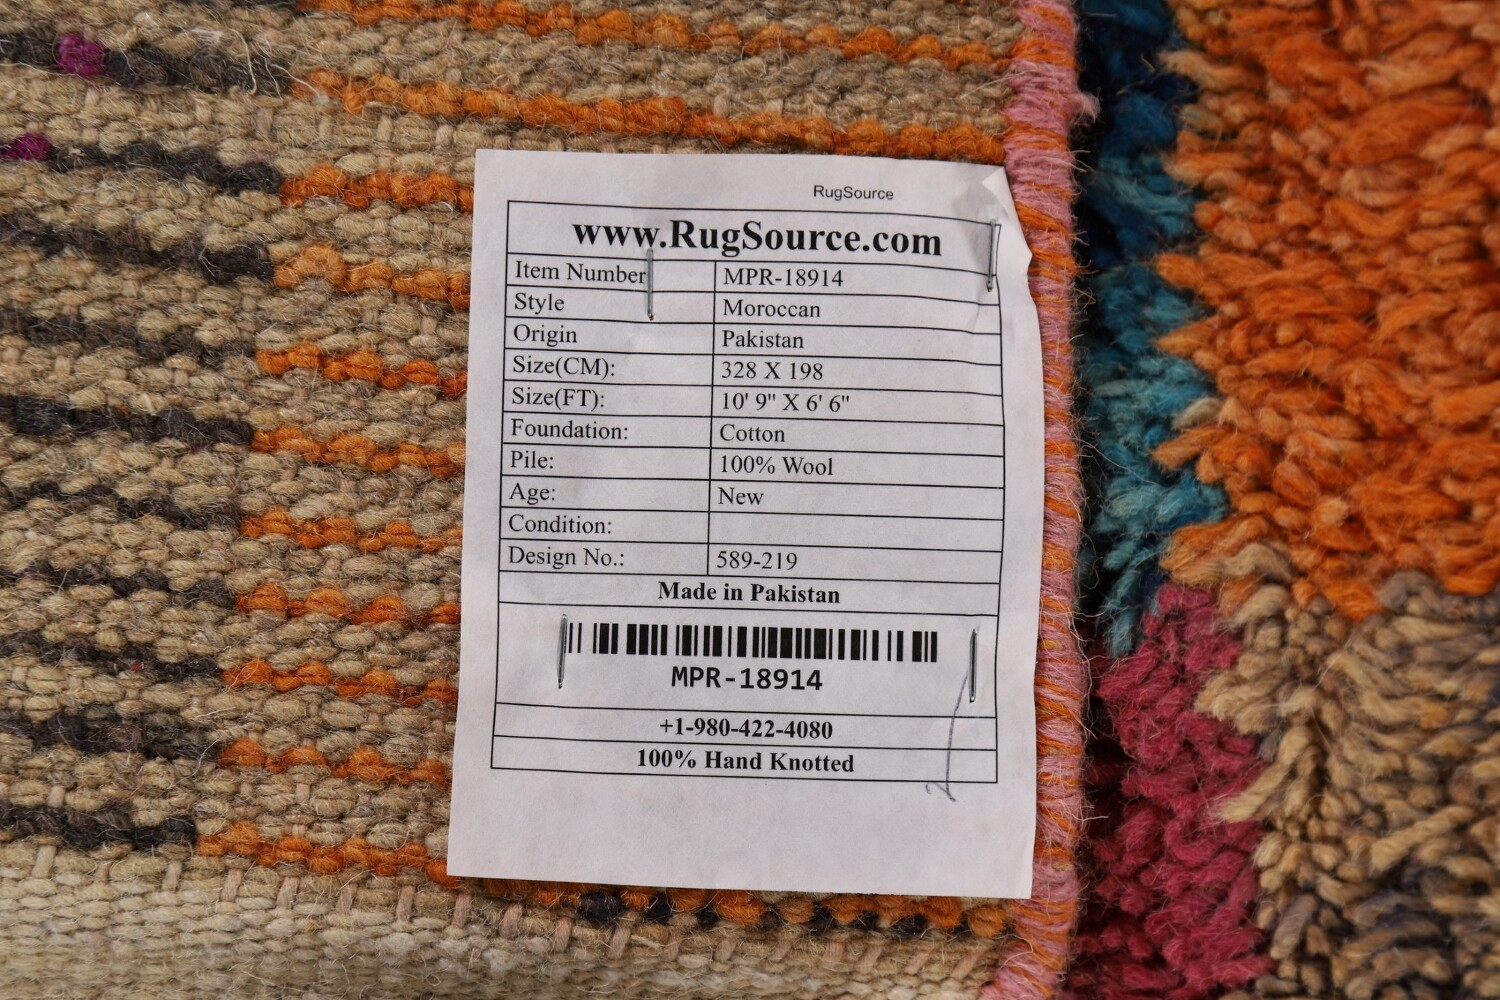 RugSource
www.RugSource.com
Item Number MPR-18914
Style Moroccan
Origin Pakistan
Size(CM): 328 X 198
Size(FT): 10' 9" X 6' 6"
Foundation: Cotton
Pile: 100% Wool
Age: New
Condition:
Design No.: 589-219
Made in Pakistan
MPR-18914
+1-980-422-4080
100% Hand Knotted